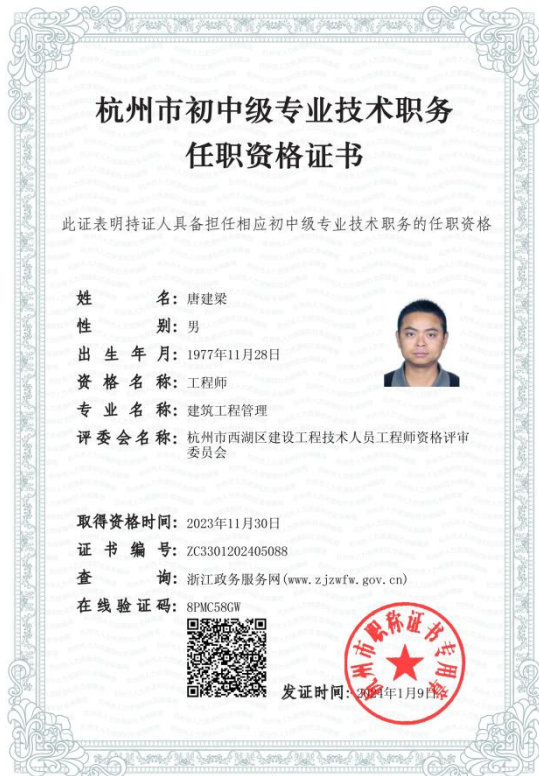 杭州市初中级专业技术职务
任职资格证书
此证表明持证人具备担任相应初中级专业技术职务的任职资格
姓名：唐建梁
性别：男
出生年月：1977年11月28日
资格名称：工程师
专业名称：建筑工程管理
评委会名称：杭州市西湖区建设工程技术人员工程师资格评审
委员会
取得资格时间：2023年11月30日
证书编号：ZC3301202405088
查询：浙江政务服务网(www.zjzwfw.gov.cn)
在线验证码：8PMC58GW
杭州市职称证书专用章
发证时间：2024年1月9日